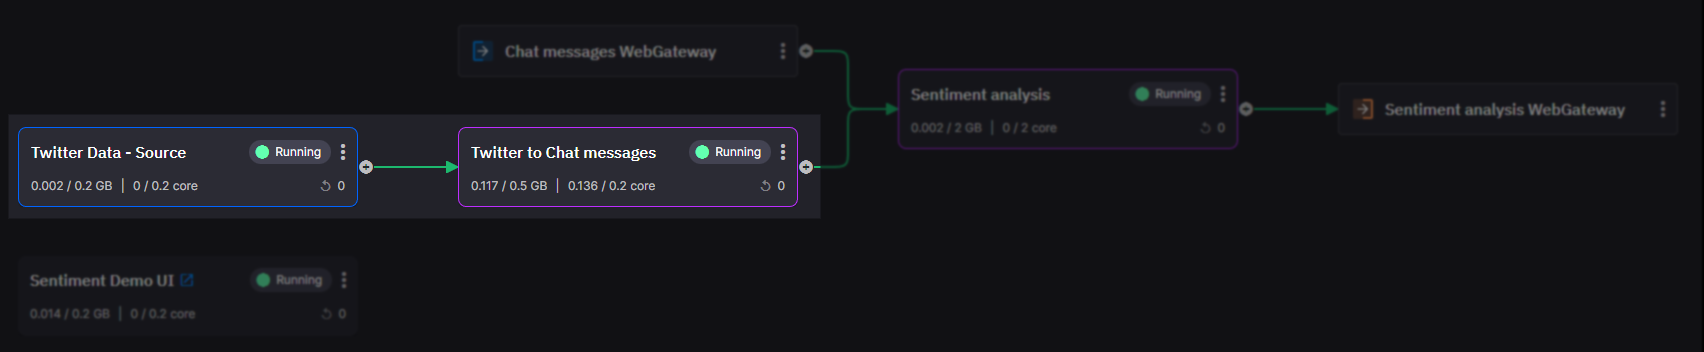 Chat messages WebGateway
Sentiment analysis
Running
0.002 / 2 GB | 0 / 2 core
0
Sentiment analysis WebGateway
Twitter Data - Source
Running
0.002 / 0.2 GB | 0 / 0.2 core
0
Twitter to Chat messages
Running
0.117 / 0.5 GB | 0.136 / 0.2 core
0
Sentiment Demo UI
Running
0.014 / 0.2 GB | 0 / 0.2 core
0